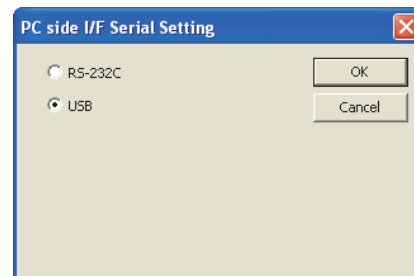 PC side I/F Serial Setting
RS-232C
OK
USB
Cancel